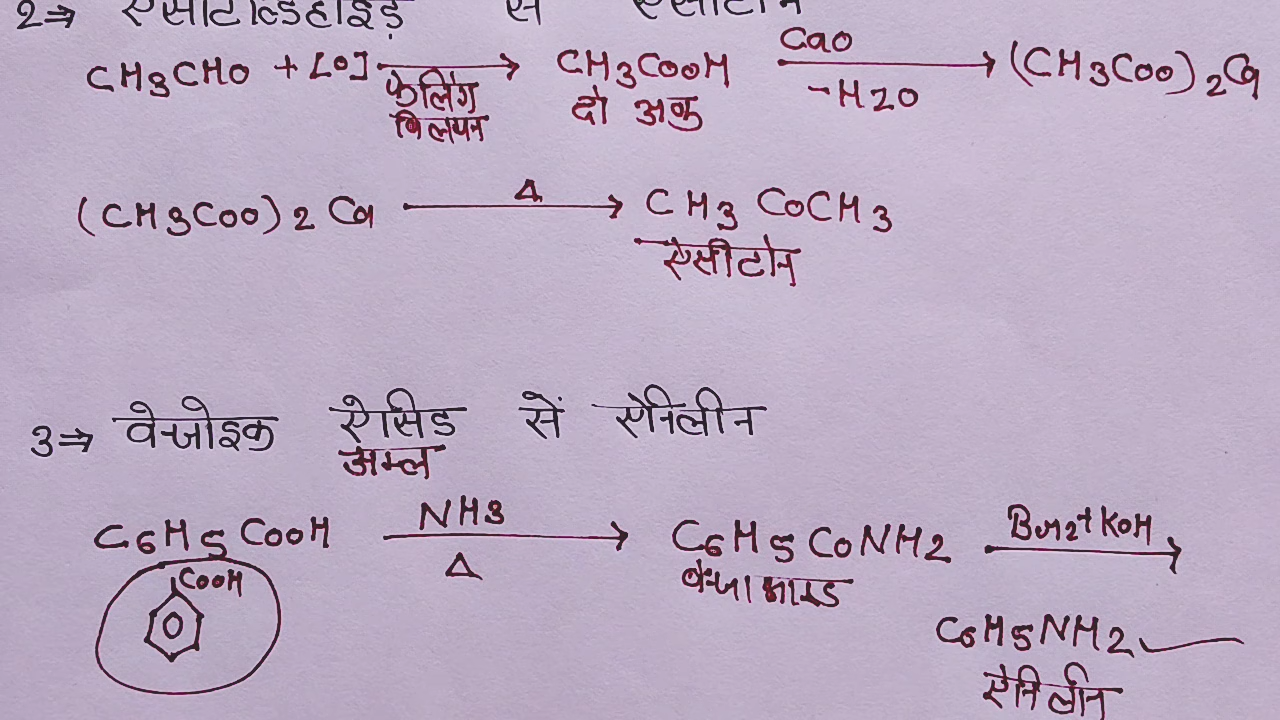 2⇒ ऐसीटाल्डिहाइड से ऐसीटोन
CH3CHO + [O] → CH3COOH CaO → (CH3COO)2Ca
फेलिंग दो अणु -H2O
विलयन
(CH3COO)2Ca Δ → CH3COCH3
ऐसीटोन
3⇒ वेन्जोइक ऐसिड सें ऐनिलीन
अम्ल
C6H5COOH NH3 → C6H5CONH2 Br2+KOH →
Δ
COOH
C6H5NH2
ऐनिलीन